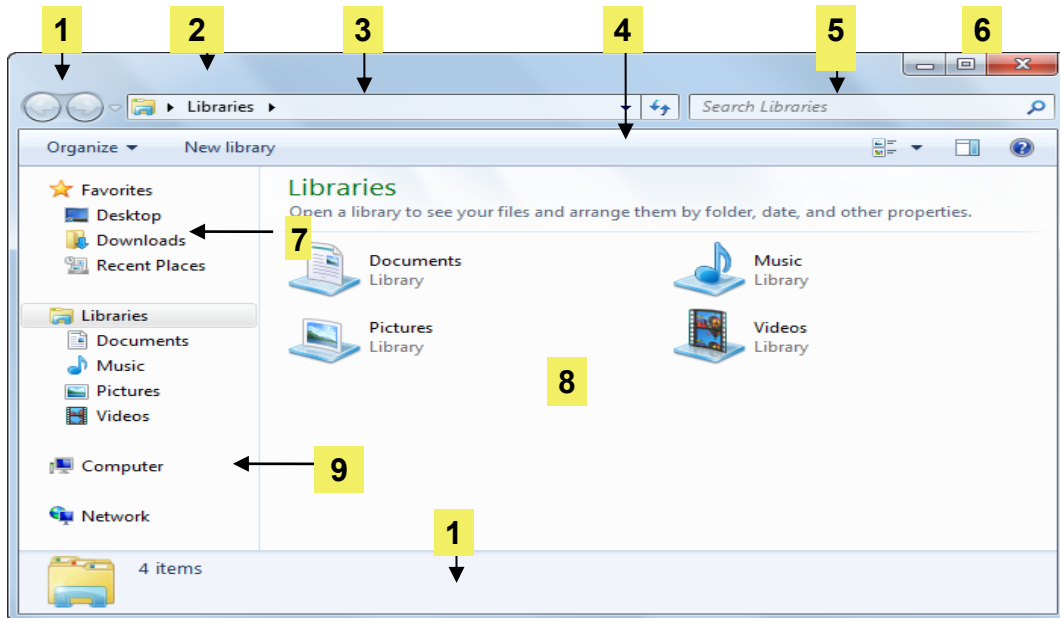 1 2 3 4 5 6
Libraries
Search Libraries
Organize New library
Favorites
Desktop
Downloads
Recent Places
Libraries
Documents
Music
Pictures
Videos
Computer
Network
7
9
Libraries
Open a library to see your files and arrange them by folder, date, and other properties.
Documents
Library
Music
Library
Pictures
Library
Videos
Library
8
1
4 items